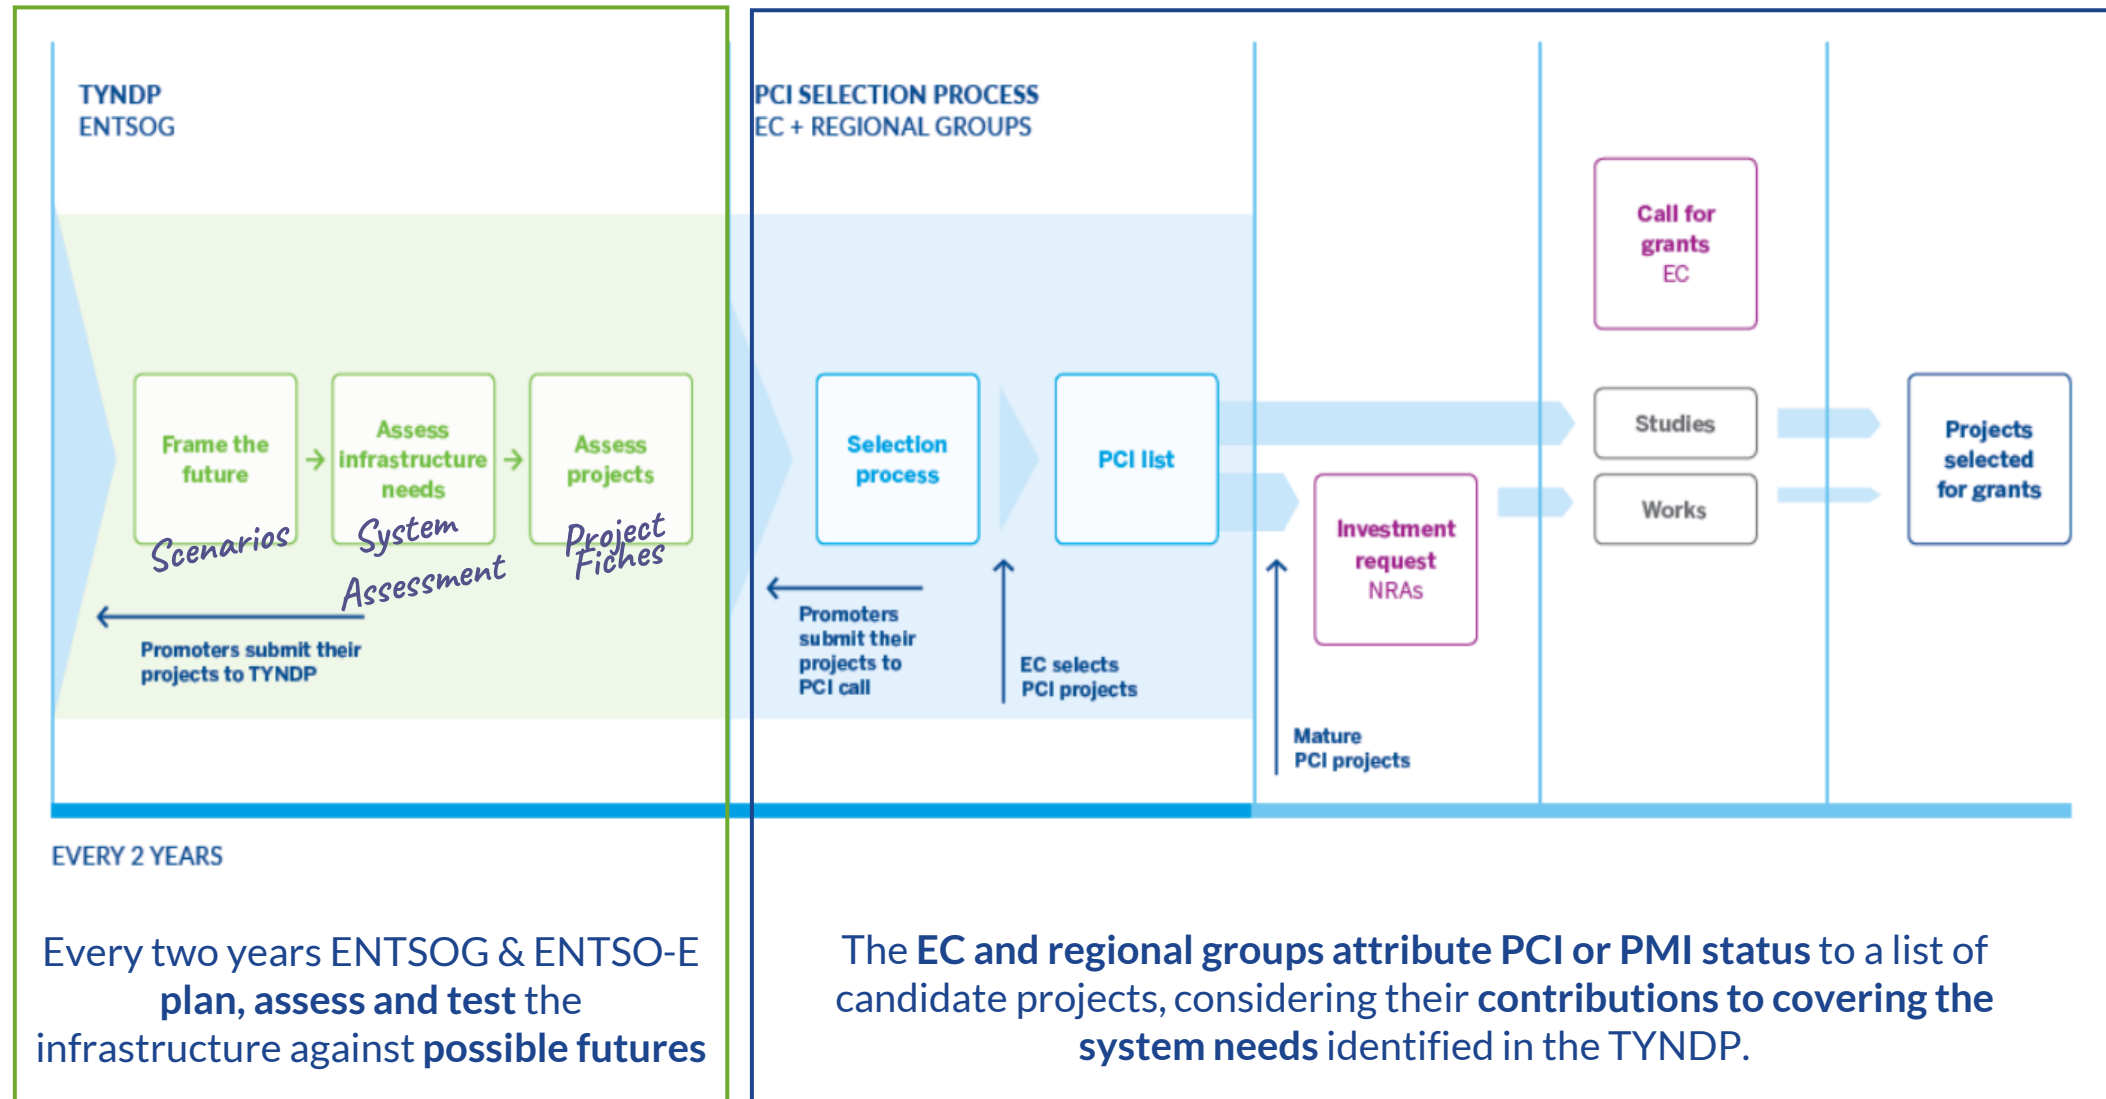 TYNDP
ENTSOG
PCI SELECTION PROCESS
EC + REGIONAL GROUPS
Frame the
future
Scenarios
Assess
infrastructure
needs
System
Assessment
Assess
projects
Project
Fiches
Promoters submit their
projects to TYNDP
Selection
process
Promoters
submit their
projects to
PCI call
EC selects
PCI projects
PCI list
Mature
PCI projects
Investment
request
NRAs
Call for
grants
EC
Studies
Works
Projects
selected
for grants
EVERY 2 YEARS
Every two years ENTSOG & ENTSO-E
plan, assess and test the
infrastructure against possible futures
The EC and regional groups attribute PCI or PMI status to a list of
candidate projects, considering their contributions to covering the
system needs identified in the TYNDP.